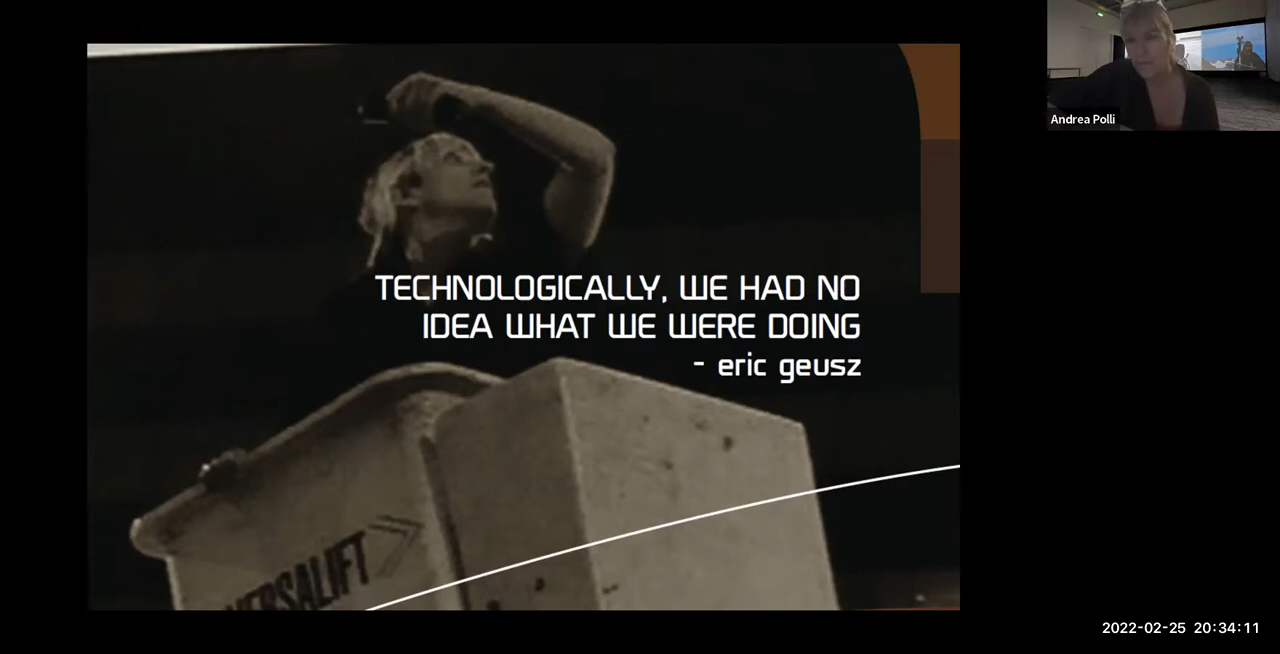 TECHNOLOGICALLY, WE HAD NO
IDEA WHAT WE WERE DOING
- eric geusz
VERSALIFT
Andrea Polli
2022-02-25 20:34:11